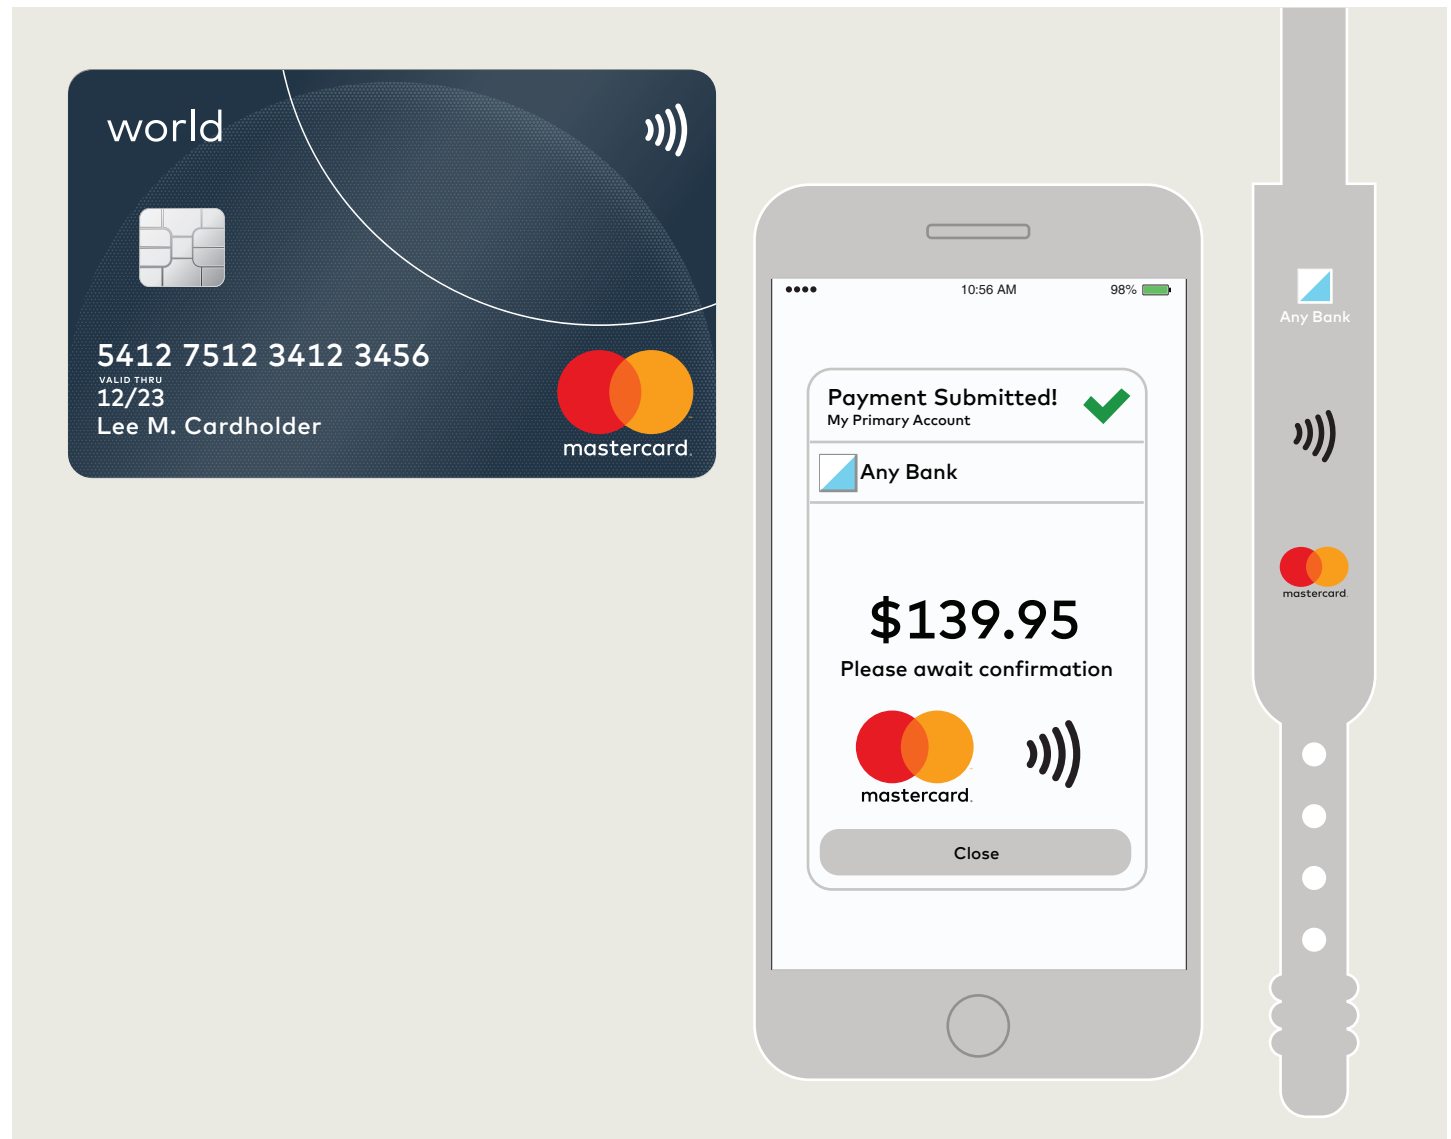 world
5412 7512 3412 3456
VALID THRU
12/23
Lee M. Cardholder
mastercard.
10:56 AM
98%
Payment Submitted!
My Primary Account
Any Bank
$139.95
Please await confirmation
mastercard.
Close
Any Bank
mastercard.